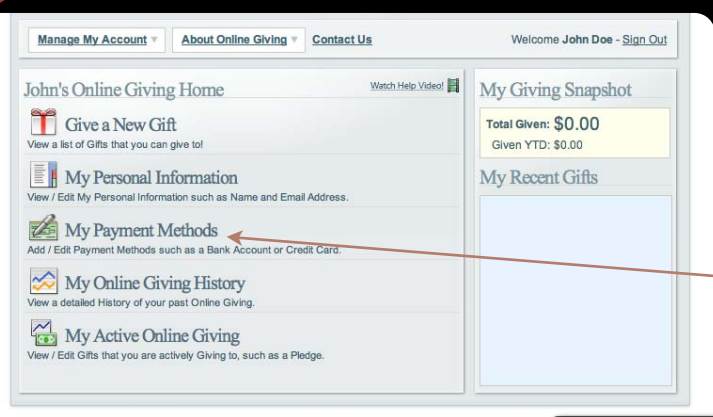 Manage My Account About Online Giving Contact Us Welcome John Doe - Sign Out
John's Online Giving Home Watch Help Video!
Give a New Gift
View a list of Gifts that you can give to!
My Personal Information
View / Edit My Personal Information such as Name and Email Address.
My Payment Methods
Add / Edit Payment Methods such as a Bank Account or Credit Card.
My Online Giving History
View a detailed History of your past Online Giving.
My Active Online Giving
View / Edit Gifts that you are actively Giving to, such as a Pledge.
My Giving Snapshot
Total Given: $0.00
Given YTD: $0.00
My Recent Gifts